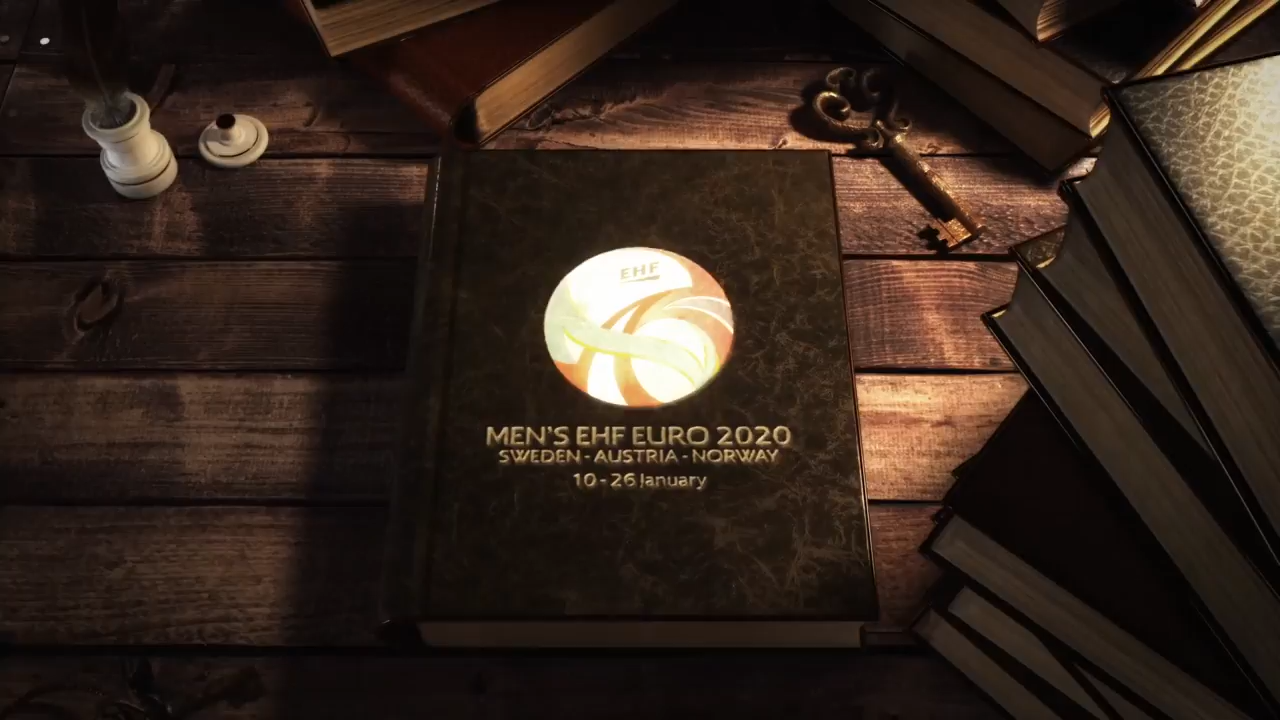 EHF
MEN'S EHF EURO 2020
SWEDEN - AUSTRIA - NORWAY
10 - 26 January